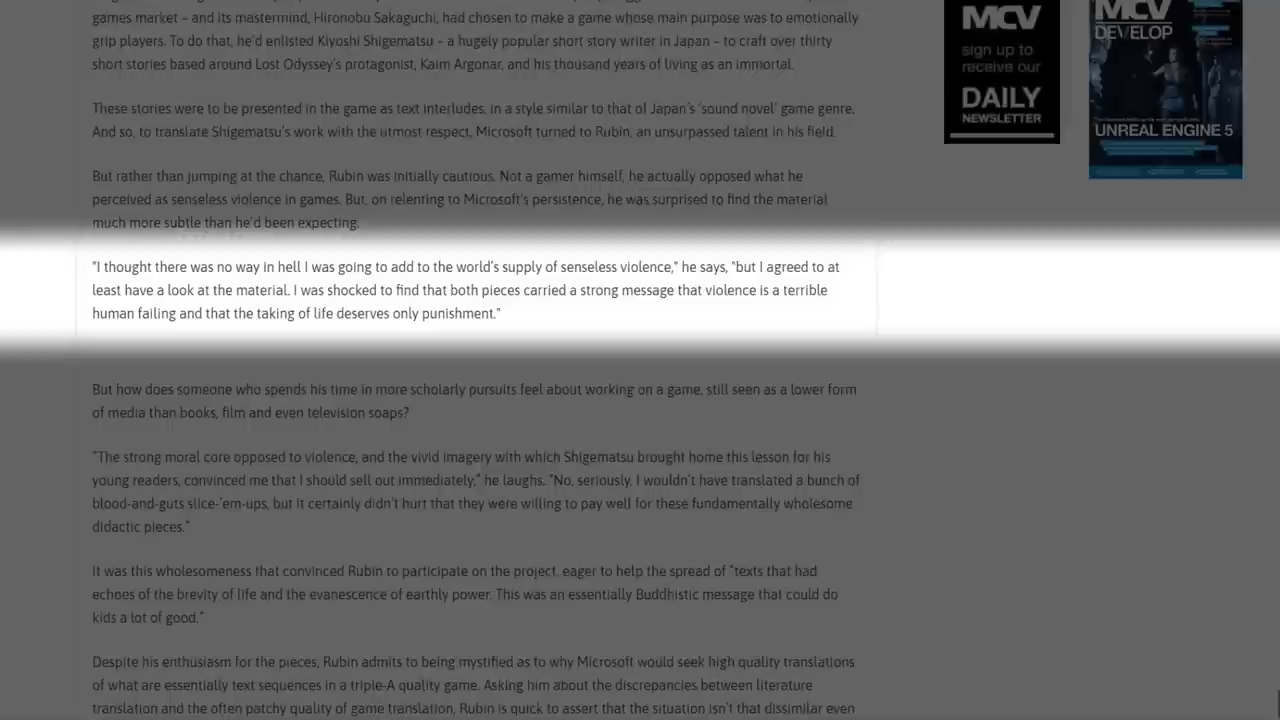 games market – and its mastermind, Hironobu Sakaguchi, had chosen to make a game whose main purpose was to emotionally
grip players. To do that, he’d enlisted Kiyoshi Shigematsu – a hugely popular short story writer in Japan – to craft over thirty
short stories based around Lost Odyssey’s protagonist, Kaim Argonar, and his thousand years of living as an immortal.
These stories were to be presented in the game as text interludes, in a style similar to that of Japan’s ‘sound novel’ game genre.
And so, to translate Shigematsu’s work with the utmost respect, Microsoft turned to Rubin, an unsurpassed talent in his field.
But rather than jumping at the chance, Rubin was initially cautious. Not a gamer himself, he actually opposed what he
perceived as senseless violence in games. But, on relenting to Microsoft’s persistence, he was surprised to find the material
much more subtle than he’d been expecting.
"I thought there was no way in hell I was going to add to the world’s supply of senseless violence," he says, "but I agreed to at
least have a look at the material. I was shocked to find that both pieces carried a strong message that violence is a terrible
human failing and that the taking of life deserves only punishment."
But how does someone who spends his time in more scholarly pursuits feel about working on a game, still seen as a lower form
of media than books, film and even television soaps?
“The strong moral core opposed to violence, and the vivid imagery with which Shigematsu brought home this lesson for his
young readers, convinced me that I should sell out immediately,” he laughs. “No, seriously, I wouldn’t have translated a bunch of
blood-and-guts slice-’em-ups, but it certainly didn’t hurt that they were willing to pay well for these fundamentally wholesome
didactic pieces.”
It was this wholesomeness that convinced Rubin to participate on the project, eager to help the spread of “texts that had
echoes of the brevity of life and the evanescence of earthly power. This was an essentially Buddhistic message that could do
kids a lot of good.”
Despite his enthusiasm for the pieces, Rubin admits to being mystified as to why Microsoft would seek high quality translations
of what are essentially text sequences in a triple-A quality game. Asking him about the discrepancies between literature
translation and the often patchy quality of game translation, Rubin is quick to assert that the situation isn’t that dissimilar even
MCV
sign up to
receive our
DAILY
NEWSLETTER
MCV
DEVELOP
UNREAL ENGINE 5